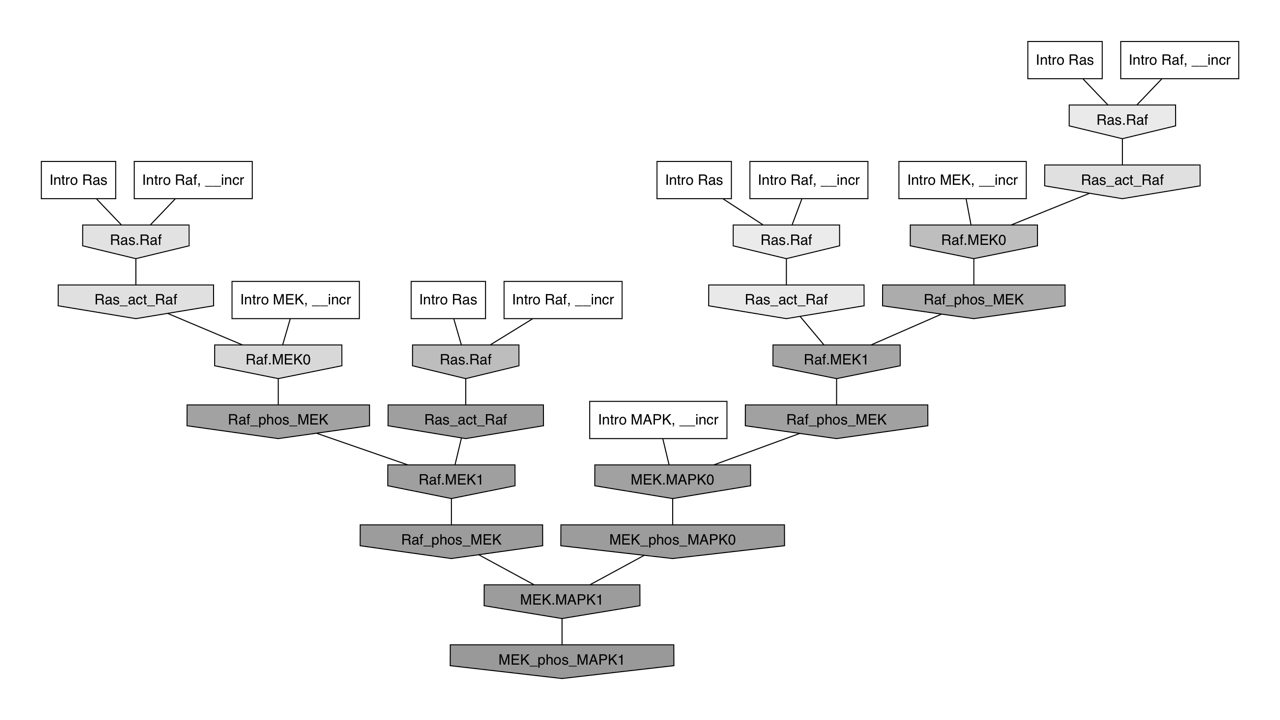 Intro Ras
Intro Raf, __incr
Ras.Raf
Intro Ras
Intro Raf, __incr
Intro Ras
Intro Raf, __incr
Intro MEK, __incr
Ras_act_Raf
Ras.Raf
Ras.Raf
Raf.MEK0
Ras_act_Raf
Intro MEK, __incr
Intro Ras
Intro Raf, __incr
Ras_act_Raf
Raf_phos_MEK
Raf.MEK0
Ras.Raf
Raf.MEK1
Raf_phos_MEK
Ras_act_Raf
Intro MAPK, __incr
Raf_phos_MEK
Raf.MEK1
MEK.MAPK0
Raf_phos_MEK
MEK_phos_MAPK0
MEK.MAPK1
MEK_phos_MAPK1